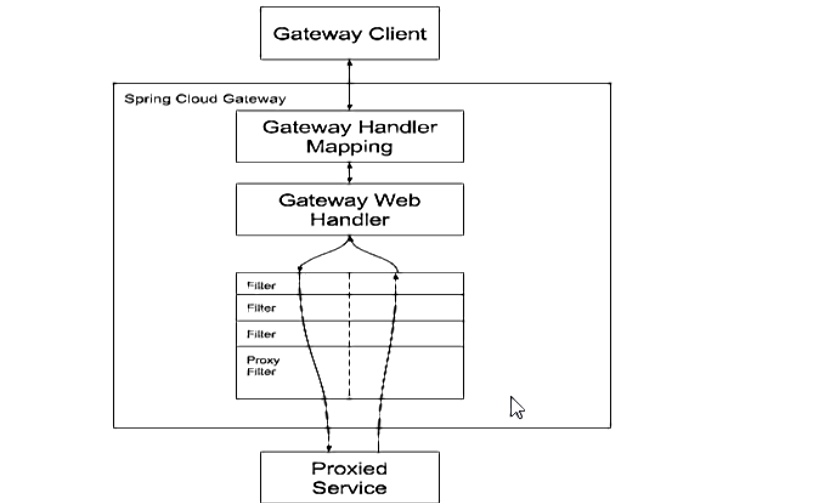 Gateway Client
Spring Cloud Gateway
Gateway Handler
Mapping
Gateway Web
Handler
Filter
Filter
Filter
Proxy
Filter
Proxied
Service